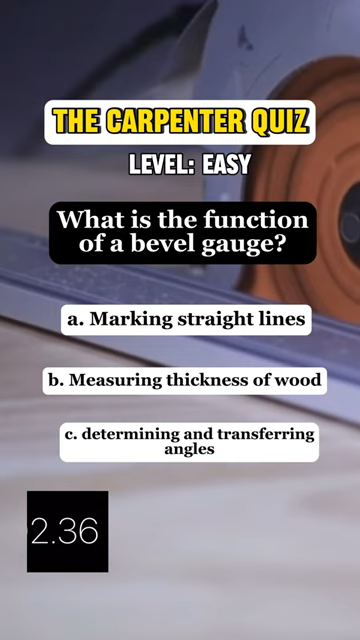 THE CARPENTER QUIZ
LEVEL: EASY
What is the function
of a bevel gauge?
a. Marking straight lines
b. Measuring thickness of wood
c. determining and transferring
angles
2.36